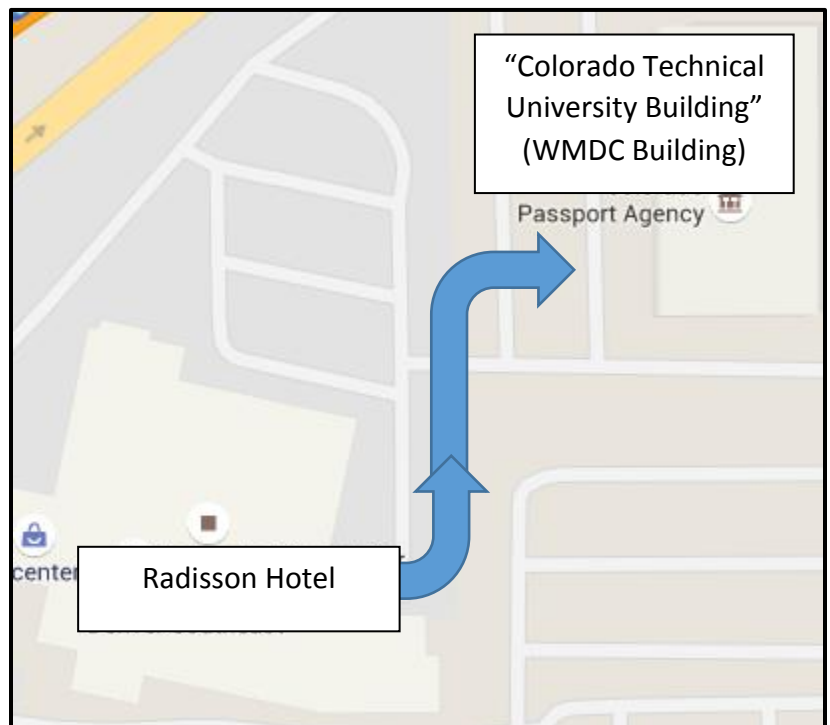 “Colorado Technical
University Building”
(WMDC Building)
Passport Agency
center
Radisson Hotel